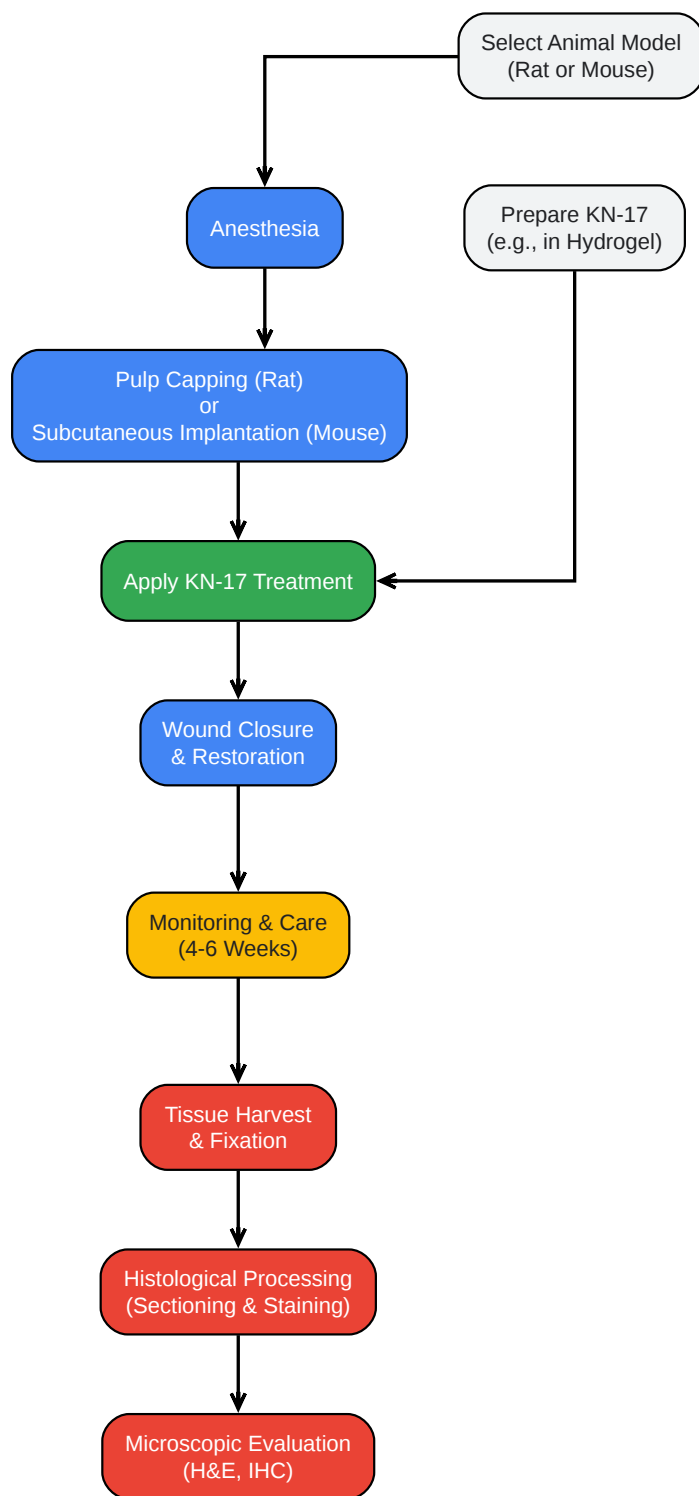 Select Animal Model
(Rat or Mouse)
Anesthesia
Prepare KN-17
(e.g., in Hydrogel)
Pulp Capping (Rat)
or
Subcutaneous Implantation (Mouse)
Apply KN-17 Treatment
Wound Closure
& Restoration
Monitoring & Care
(4-6 Weeks)
Tissue Harvest
& Fixation
Histological Processing
(Sectioning & Staining)
Microscopic Evaluation
(H&E, IHC)